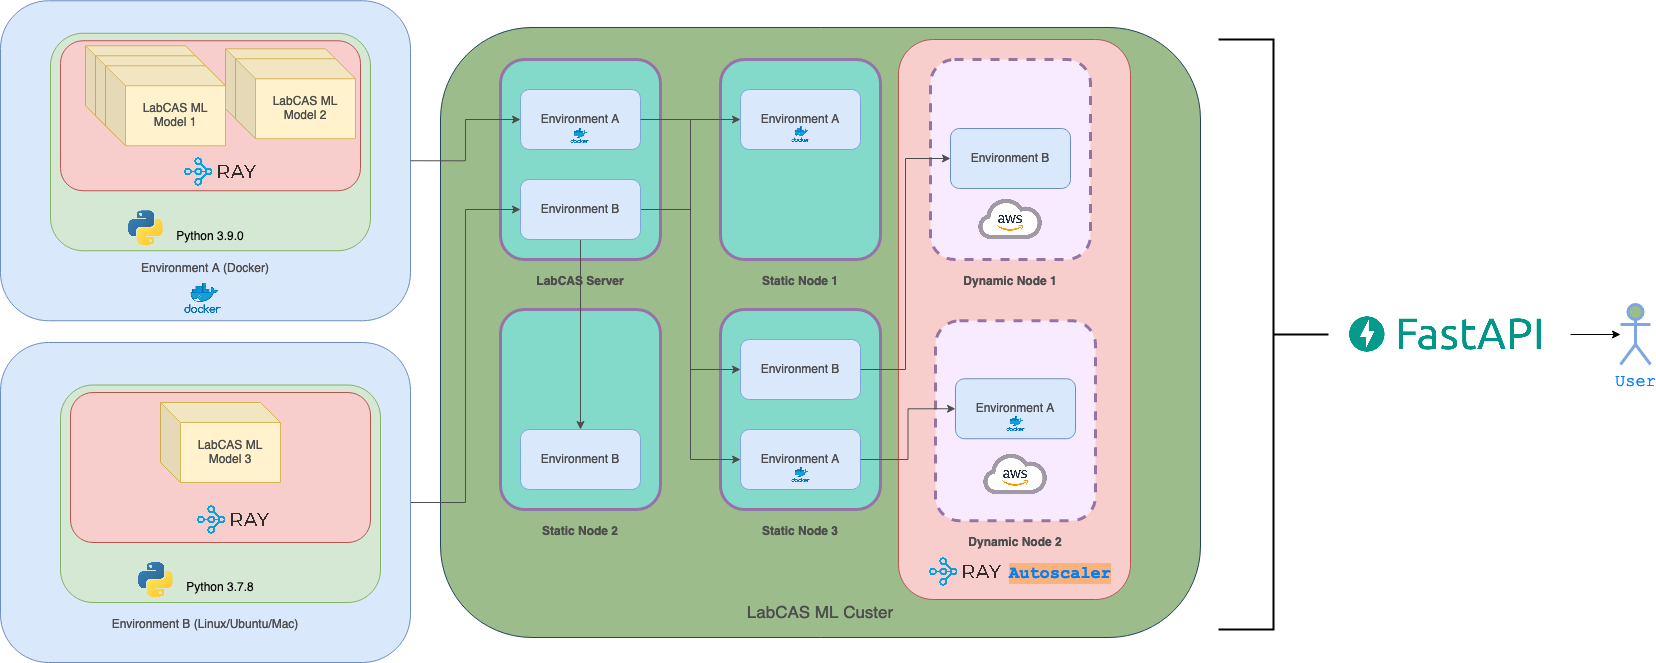 LabCAS ML
Model 1
LabCAS ML
Model 2
RAY
Python 3.9.0
Environment A (Docker)
docker
LabCAS ML
Model 3
RAY
Python 3.7.8
Environment B (Linux/Ubuntu/Mac)
Environment A
docker
Environment B
LabCAS Server
Environment A
docker
Static Node 1
Environment B
aws
Dynamic Node 1
Environment B
Static Node 2
Environment B
Environment A
docker
Static Node 3
Environment A
docker
aws
Dynamic Node 2
RAY Autoscaler
LabCAS ML Custer
FastAPI
User